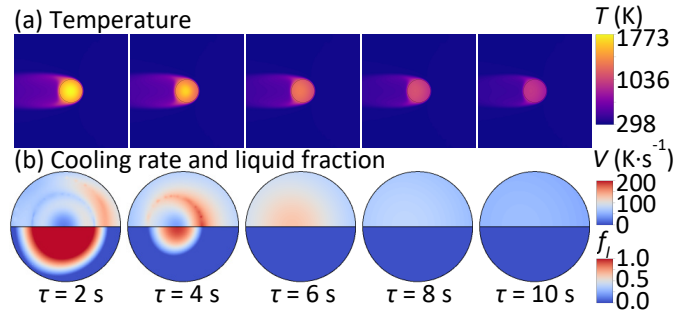 (a) Temperature
T (K)
1773
1036
298
(b) Cooling rate and liquid fraction
V (K·s⁻¹)
200
100
0
f_l
1.0
0.5
0.0
τ = 2 s
τ = 4 s
τ = 6 s
τ = 8 s
τ = 10 s